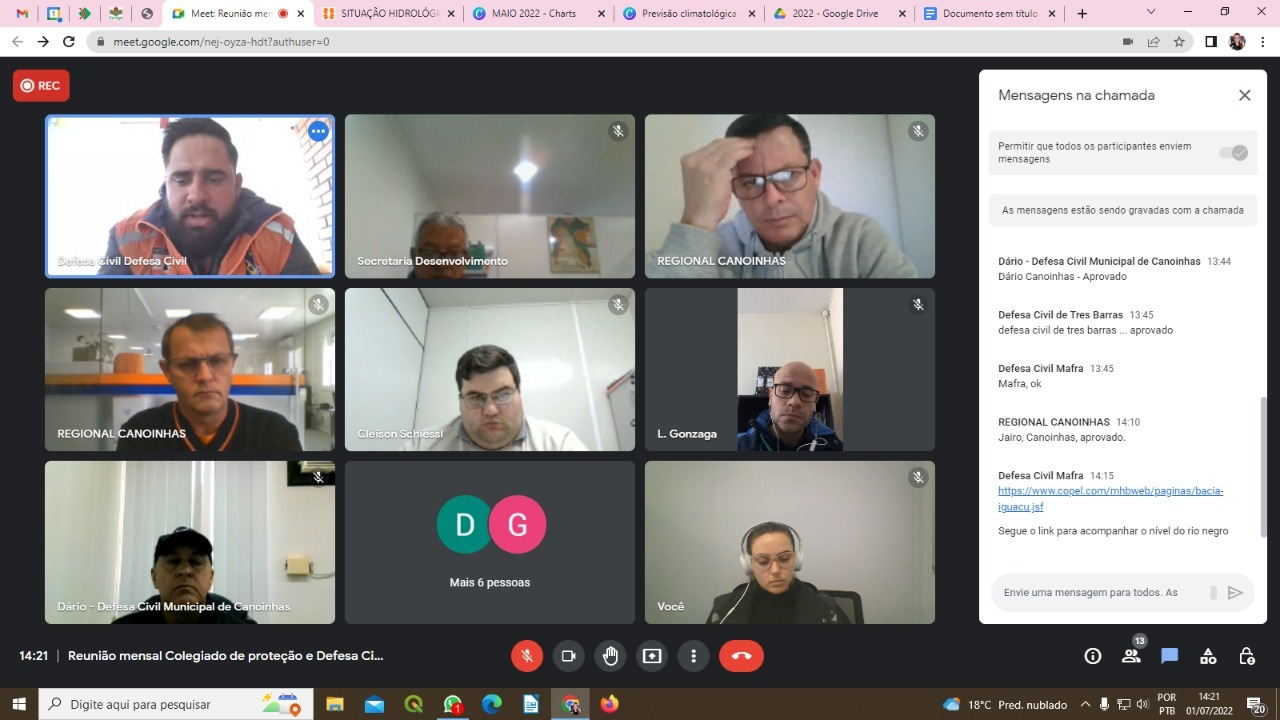 Meet: Reunião mer
SITUAÇÃO HIDROLÓGI
MAIO 2022 - Charts
Previsão climatológica
2022 - Google Drive
Documento sem título
meet.google.com/nej-oyza-hdt?authuser=0
REC
Defesa Civil Defesa Civil
Secretaria Desenvolvimento
REGIONAL CANOINHAS
REGIONAL CANOINHAS
Cleison Schiessl
L. Gonzaga
Dário - Defesa Civil Municipal de Canoinhas
D G
Mais 6 pessoas
Você
Mensagens na chamada
Permitir que todos os participantes enviem
mensagens
As mensagens estão sendo gravadas com a chamada
Dário - Defesa Civil Municipal de Canoinhas 13:44
Dário Canoinhas - Aprovado
Defesa Civil de Tres Barras 13:45
defesa civil de tres barras ... aprovado
Defesa Civil Mafra 13:45
Mafra, ok
REGIONAL CANOINHAS 14:10
Jairo, Canoinhas, aprovado.
Defesa Civil Mafra 14:15
https://www.copel.com/mhbweb/paginas/bacia-
iguacu.jsf
Segue o link para acompanhar o nível do rio negro
Envie uma mensagem para todos. As
14:21 | Reunião mensal Colegiado de proteção e Defesa Ci...
13
Digite aqui para pesquisar
1
18°C Pred. nublado
POR
PTB
14:21
01/07/2022
20